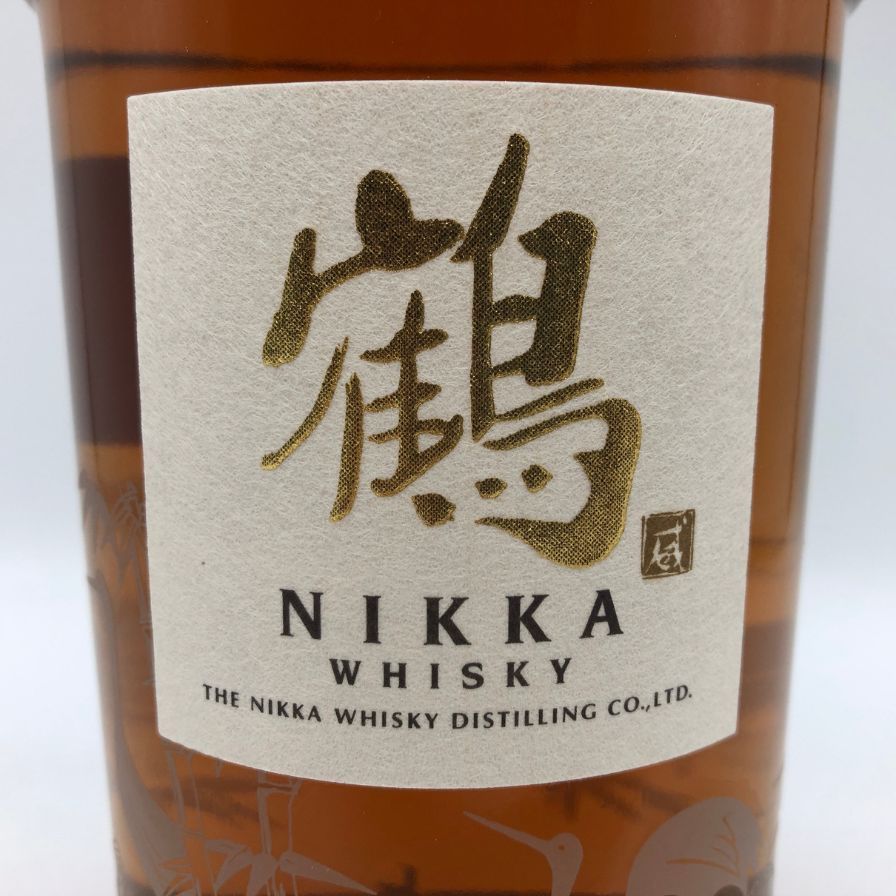 鶴
NIKKA
WHISKY
THE NIKKA WHISKY DISTILLING CO.,LTD.